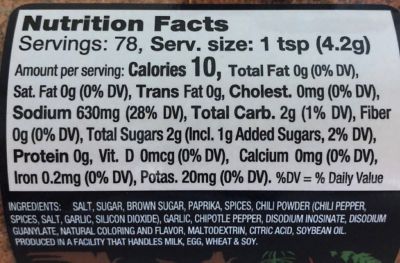 Nutrition Facts
Servings: 78, Serv. size: 1 tsp (4.2g)
Amount per serving: Calories 10, Total Fat 0g (0% DV),
Sat. Fat 0g (0% DV), Trans Fat 0g, Cholest. 0mg (0% DV),
Sodium 630mg (28% DV), Total Carb. 2g (1% DV), Fiber
0g (0% DV), Total Sugars 2g (Incl. 1g Added Sugars, 2% DV),
Protein 0g, Vit. D 0mcg (0% DV), Calcium 0mg (0% DV),
Iron 0.2mg (0% DV), Potas. 20mg (0% DV). %DV = % Daily Value
INGREDIENTS: SALT, SUGAR, BROWN SUGAR, PAPRIKA, SPICES, CHILI POWDER (CHILI PEPPER,
SPICES, SALT, GARLIC, SILICON DIOXIDE), GARLIC, CHIPOTLE PEPPER, DISODIUM INOSINATE, DISODIUM
GUANYLATE, NATURAL COLORING AND FLAVOR, MALTODEXTRIN, CITRIC ACID, SOYBEAN OIL.
PRODUCED IN A FACILITY THAT HANDLES MILK, EGG, WHEAT & SOY.